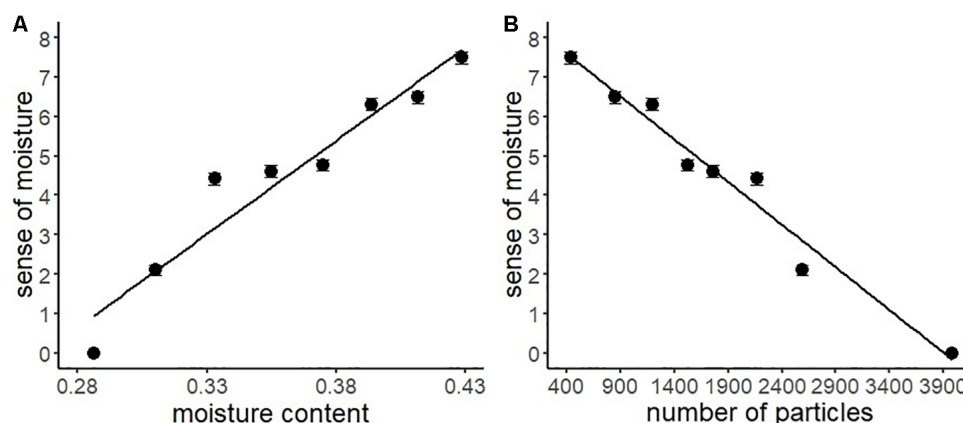 A
sense of moisture
8
7
6
5
4
3
2
1
0
0.28 0.33 0.38 0.43
moisture content
B
sense of moisture
8
7
6
5
4
3
2
1
0
400 900 1400 1900 2400 2900 3400 3900
number of particles